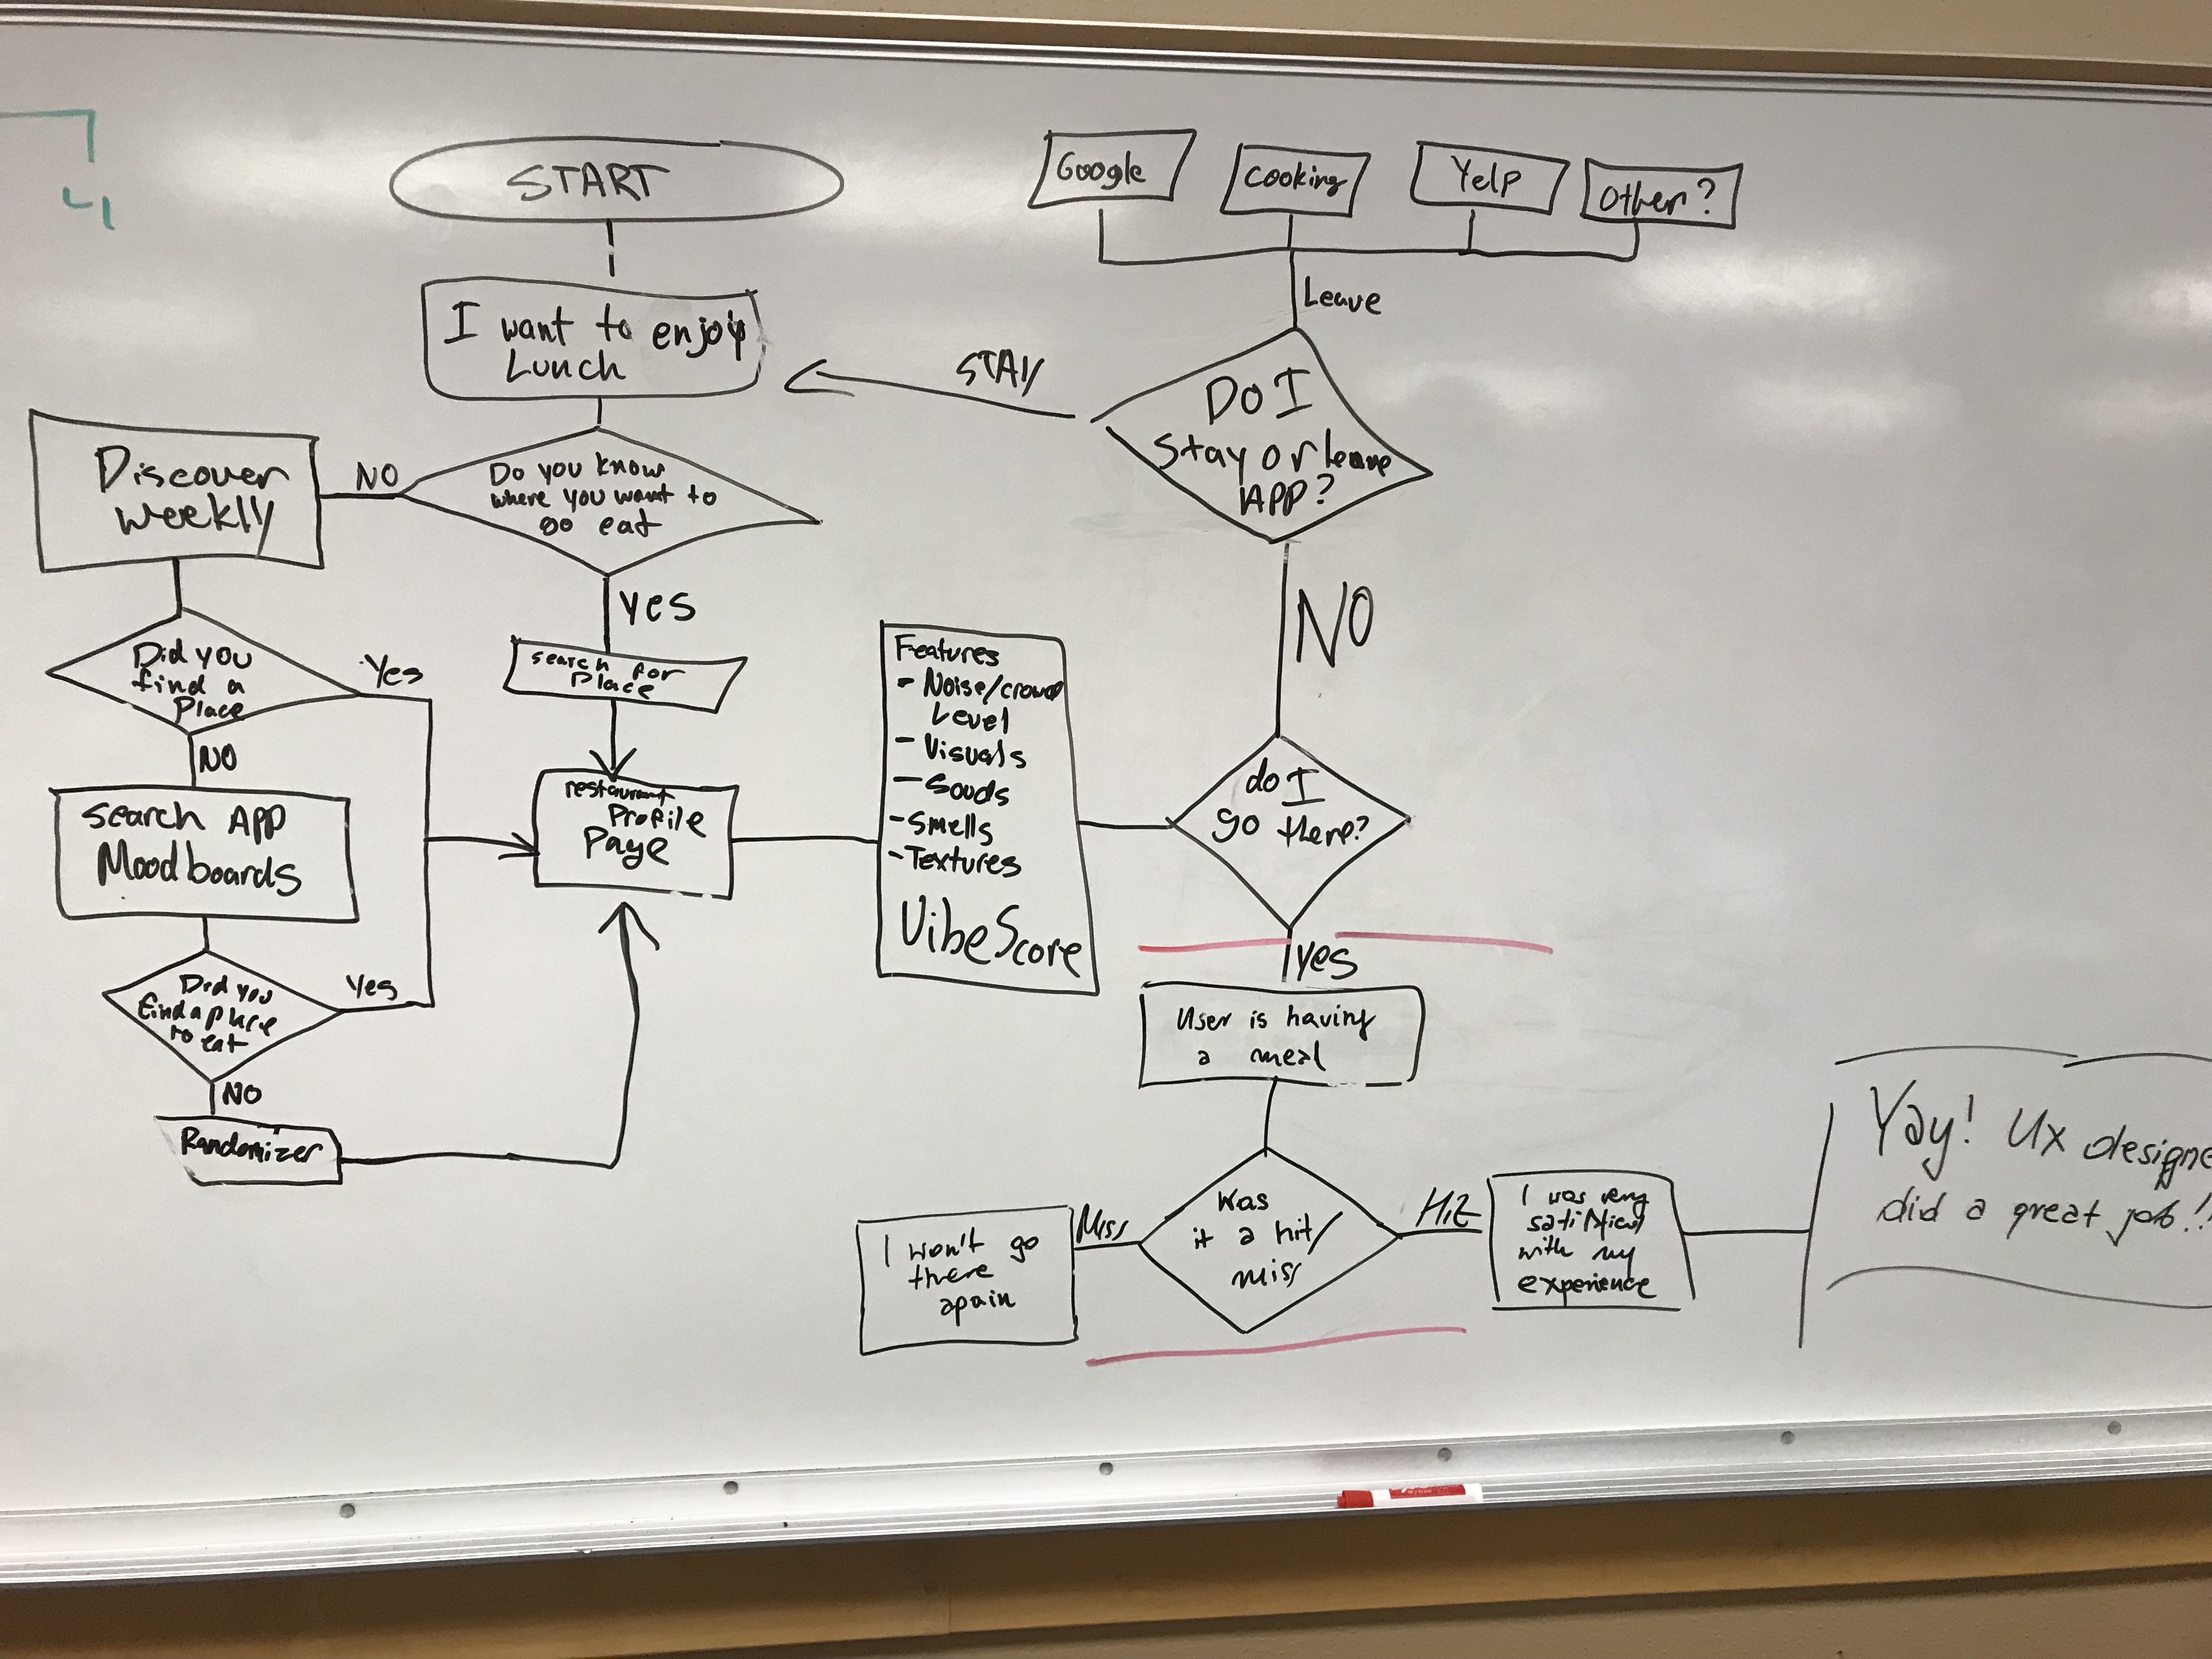 START
I want to enjoy
Lunch
Do you know
where you want to
go eat
NO
Discover
weekly
Did you
find a
Place
Yes
NO
Search APP
Moodboards
Did you
find a place
to eat
Yes
NO
Randomizer
YES
search for
Place
restaurant
Profile
Page
Features
- Noise/crowd
Level
- Visuals
- Souds
- Smells
- Textures
VibeScore
do I
go there?
NO
Do I
Stay or leave
APP?
STAY
Leave
Google
Cooking
Yelp
Other?
Yes
User is having
a meal
Was
it a hit/
miss
Miss
I won't go
there
again
Hit
I was very
satisfied
with my
experience
Yay! UX designe
did a great job!!